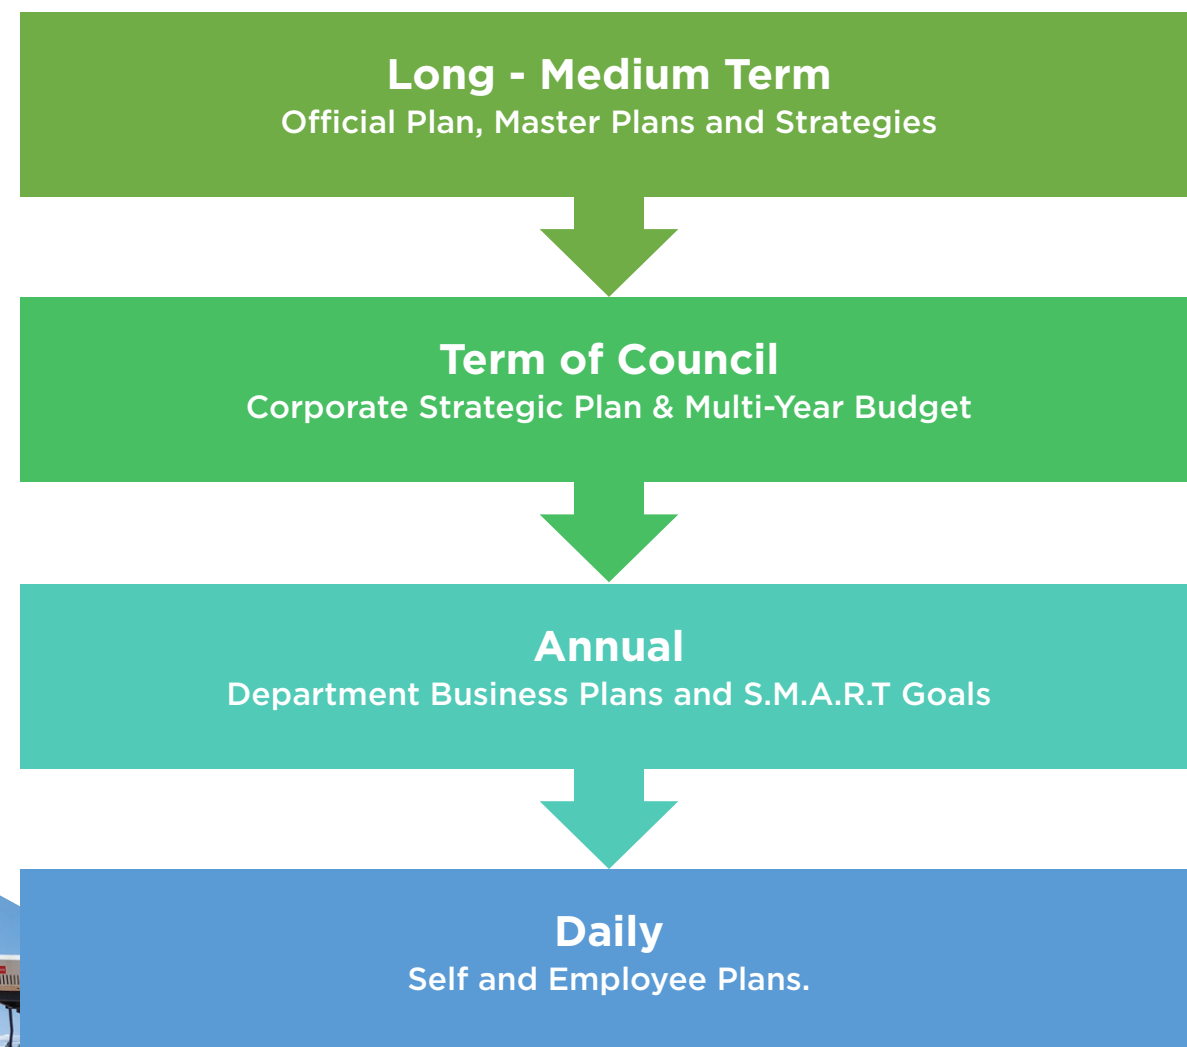 Long - Medium Term
Official Plan, Master Plans and Strategies
Term of Council
Corporate Strategic Plan & Multi-Year Budget
Annual
Department Business Plans and S.M.A.R.T Goals
Daily
Self and Employee Plans.